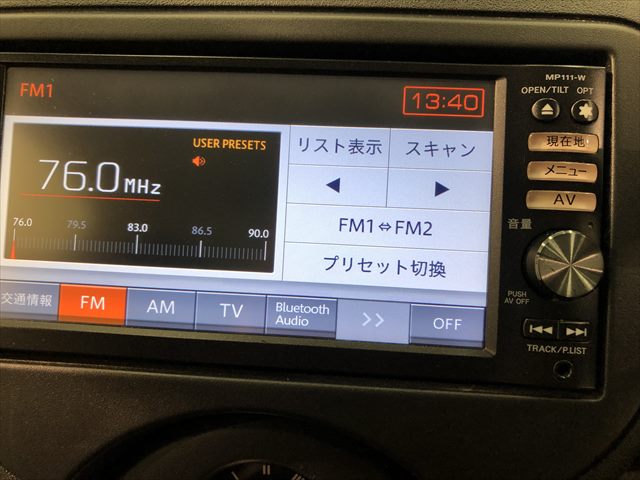 FM1
13:40
USER PRESETS
76.0 MHz
76.0 79.5 83.0 86.5 90.0
リスト表示
スキャン
◀
▶
FM1⇔FM2
プリセット切換
交通情報
FM
AM
TV
Bluetooth
Audio
>>
OFF
MP111-W
OPEN/TILT OPT
現在地
メニュー
AV
音量
PUSH
AV OFF
TRACK/P.LIST